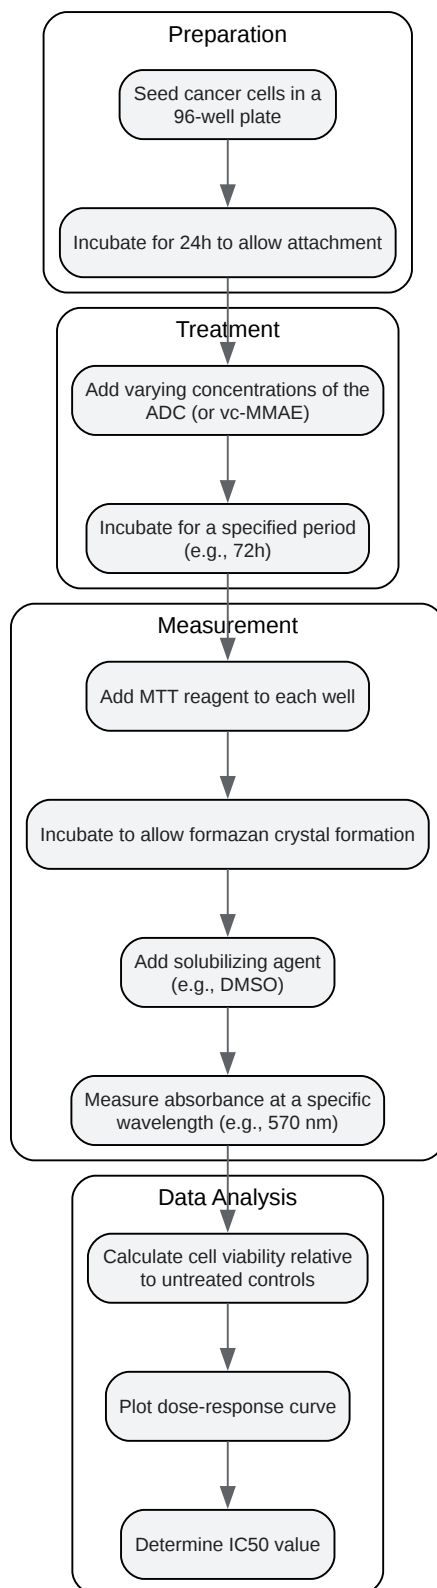 Preparation
Seed cancer cells in a
96-well plate
Incubate for 24h to allow attachment
Treatment
Add varying concentrations of the
ADC (or vc-MMAE)
Incubate for a specified period
(e.g., 72h)
Measurement
Add MTT reagent to each well
Incubate to allow formazan crystal formation
Add solubilizing agent
(e.g., DMSO)
Measure absorbance at a specific
wavelength (e.g., 570 nm)
Data Analysis
Calculate cell viability relative
to untreated controls
Plot dose-response curve
Determine IC50 value